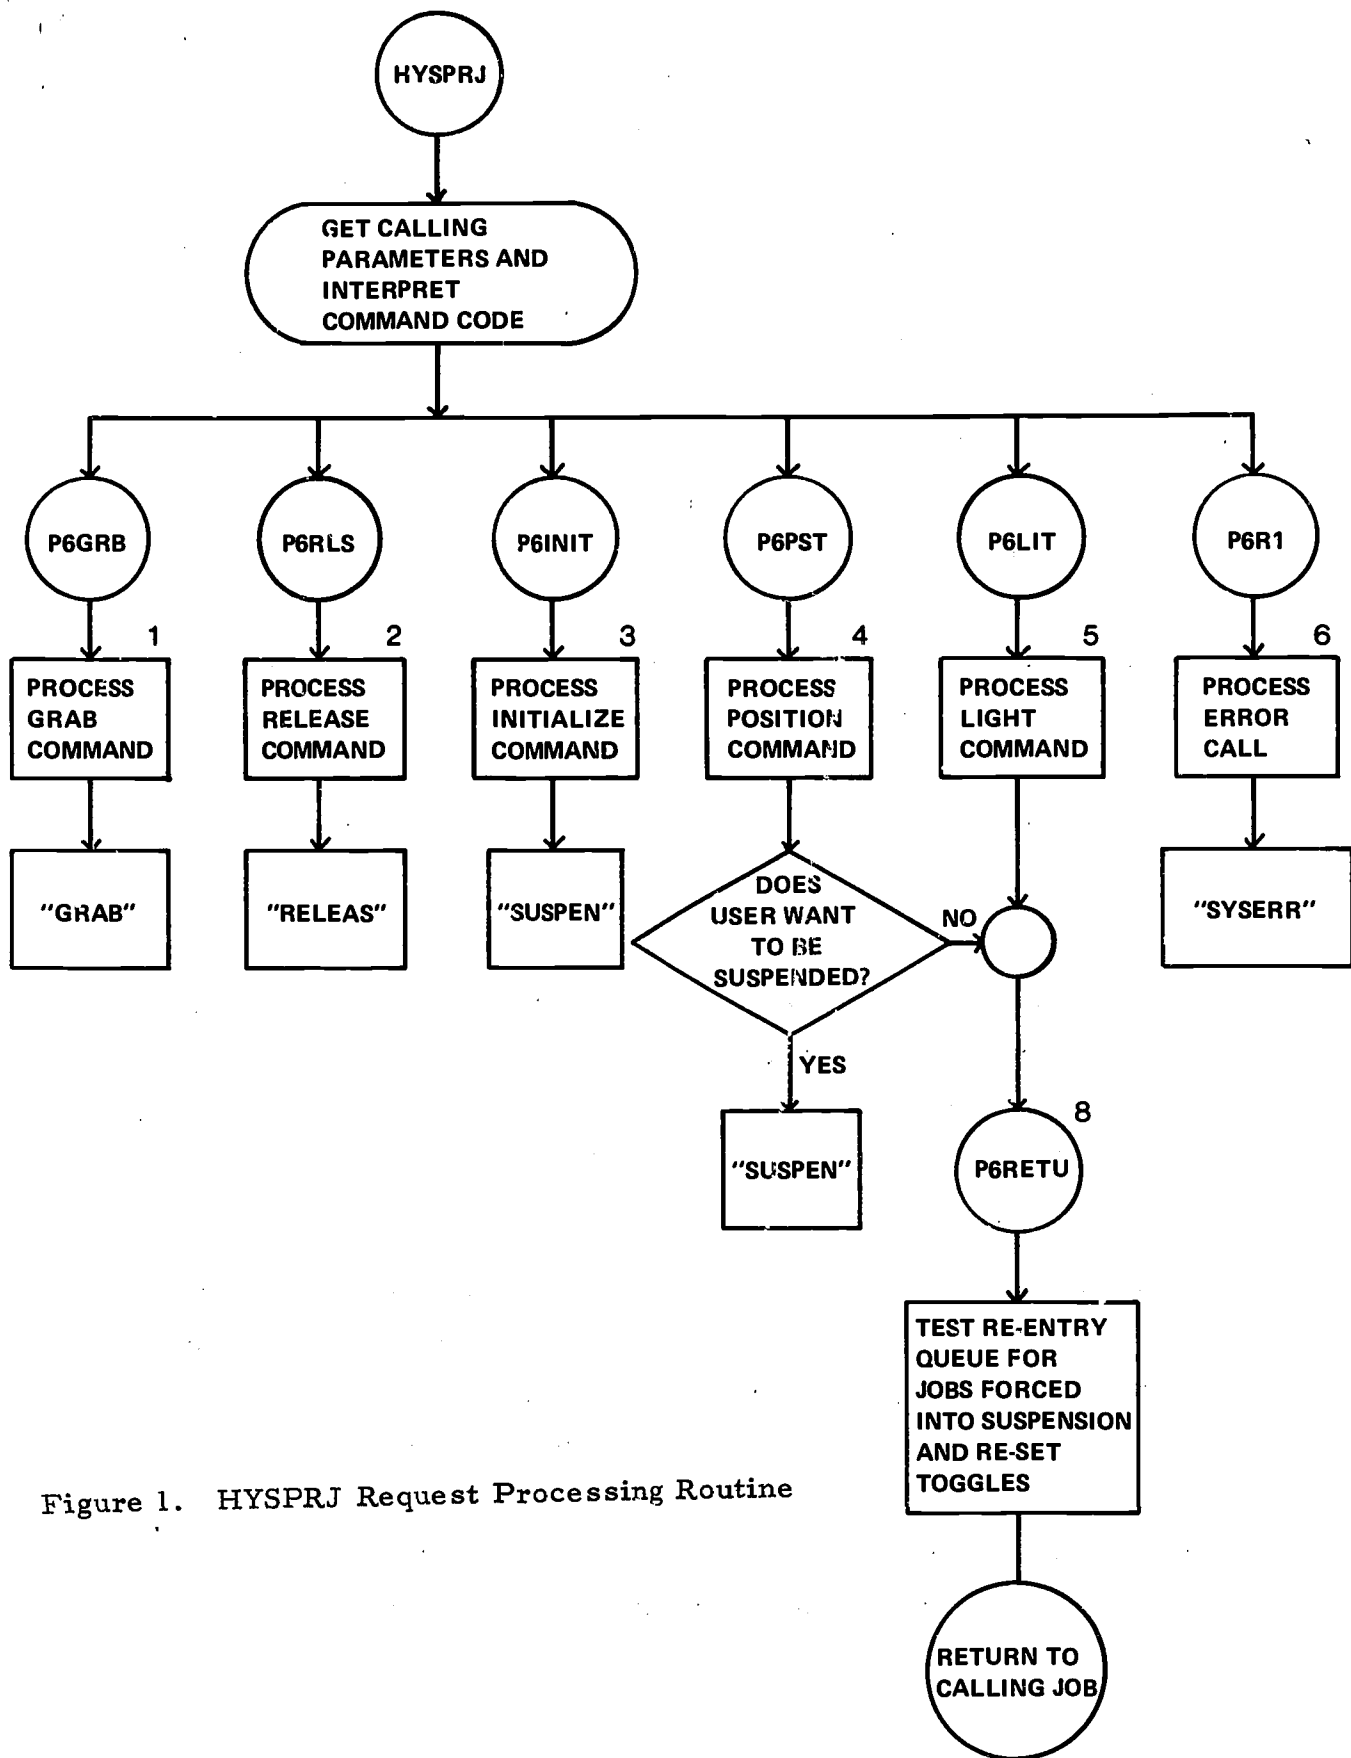 HYSPRJ
GET CALLING
PARAMETERS AND
INTERPRET
COMMAND CODE
P6GRB
P6RLS
P6INIT
P6PST
P6LIT
P6R1
1
PROCESS
GRAB
COMMAND
2
PROCESS
RELEASE
COMMAND
3
PROCESS
INITIALIZE
COMMAND
4
PROCESS
POSITION
COMMAND
5
PROCESS
LIGHT
COMMAND
6
PROCESS
ERROR
CALL
"GRAB"
"RELEAS"
"SUSPEN"
DOES
USER WANT
TO BE
SUSPENDED?
NO
"SYSERR"
YES
"SUSPEN"
8
P6RETU
TEST RE-ENTRY
QUEUE FOR
JOBS FORCED
INTO SUSPENSION
AND RE-SET
TOGGLES
RETURN TO
CALLING JOB
Figure 1. HYSPRJ Request Processing Routine